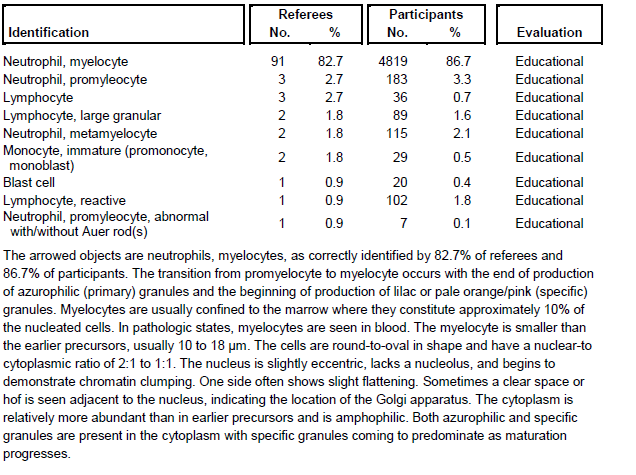 Referees Participants
Identification No. % No. % Evaluation
Neutrophil, myelocyte 91 82.7 4819 86.7 Educational
Neutrophil, promyleocyte 3 2.7 183 3.3 Educational
Lymphocyte 3 2.7 36 0.7 Educational
Lymphocyte, large granular 2 1.8 89 1.6 Educational
Neutrophil, metamyelocyte 2 1.8 115 2.1 Educational
Monocyte, immature (promonocyte,
monoblast) 2 1.8 29 0.5 Educational
Blast cell 1 0.9 20 0.4 Educational
Lymphocyte, reactive 1 0.9 102 1.8 Educational
Neutrophil, promyleocyte, abnormal
with/without Auer rod(s) 1 0.9 7 0.1 Educational
The arrowed objects are neutrophils, myelocytes, as correctly identified by 82.7% of referees and
86.7% of participants. The transition from promyelocyte to myelocyte occurs with the end of production
of azurophilic (primary) granules and the beginning of production of lilac or pale orange/pink (specific)
granules. Myelocytes are usually confined to the marrow where they constitute approximately 10% of
the nucleated cells. In pathologic states, myelocytes are seen in blood. The myelocyte is smaller than
the earlier precursors, usually 10 to 18 µm. The cells are round-to-oval in shape and have a nuclear-to
cytoplasmic ratio of 2:1 to 1:1. The nucleus is slightly eccentric, lacks a nucleolus, and begins to
demonstrate chromatin clumping. One side often shows slight flattening. Sometimes a clear space or
hof is seen adjacent to the nucleus, indicating the location of the Golgi apparatus. The cytoplasm is
relatively more abundant than in earlier precursors and is amphophilic. Both azurophilic and specific
granules are present in the cytoplasm with specific granules coming to predominate as maturation
progresses.